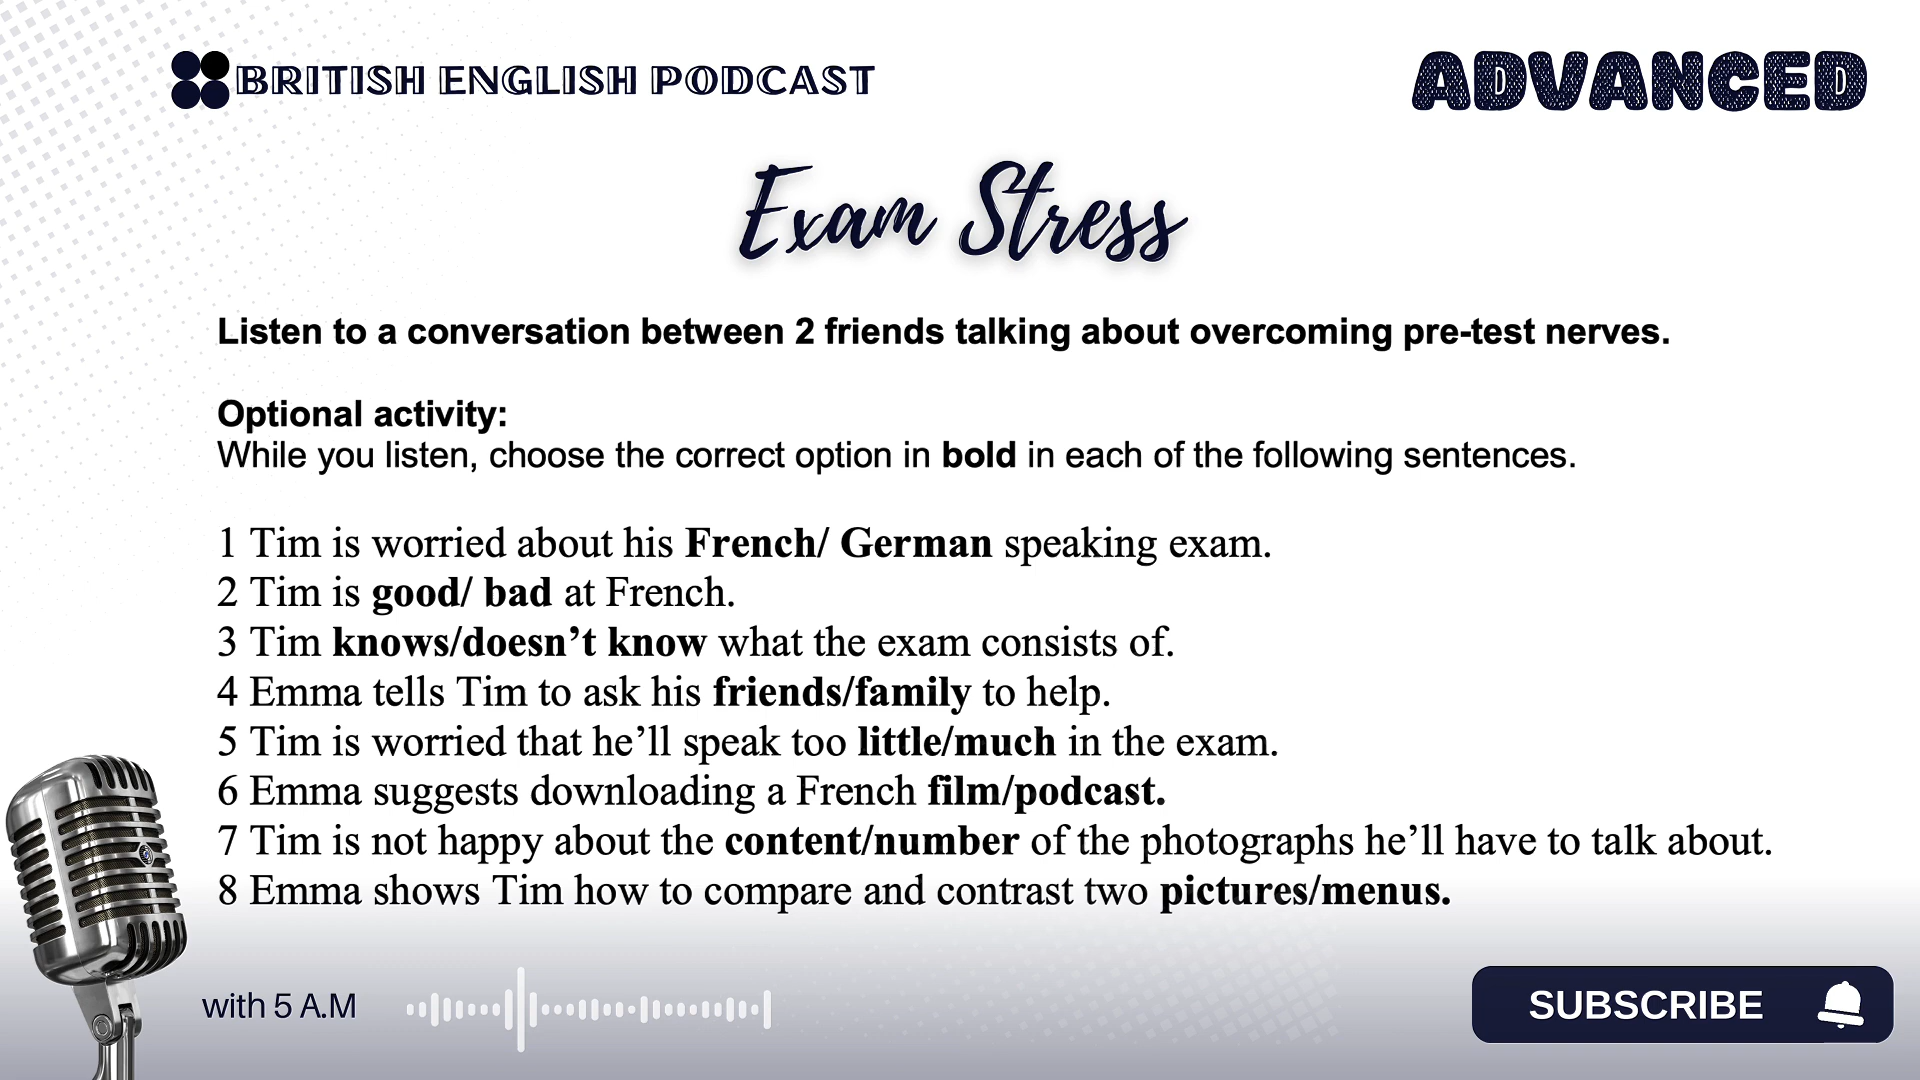 BRITISH ENGLISH PODCAST
ADVANCED
Exam Stress
Listen to a conversation between 2 friends talking about overcoming pre-test nerves.
Optional activity:
While you listen, choose the correct option in bold in each of the following sentences.
1 Tim is worried about his French/ German speaking exam.
2 Tim is good/ bad at French.
3 Tim knows/doesn’t know what the exam consists of.
4 Emma tells Tim to ask his friends/family to help.
5 Tim is worried that he’ll speak too little/much in the exam.
6 Emma suggests downloading a French film/podcast.
7 Tim is not happy about the content/number of the photographs he’ll have to talk about.
8 Emma shows Tim how to compare and contrast two pictures/menus.
with 5 A.M
SUBSCRIBE